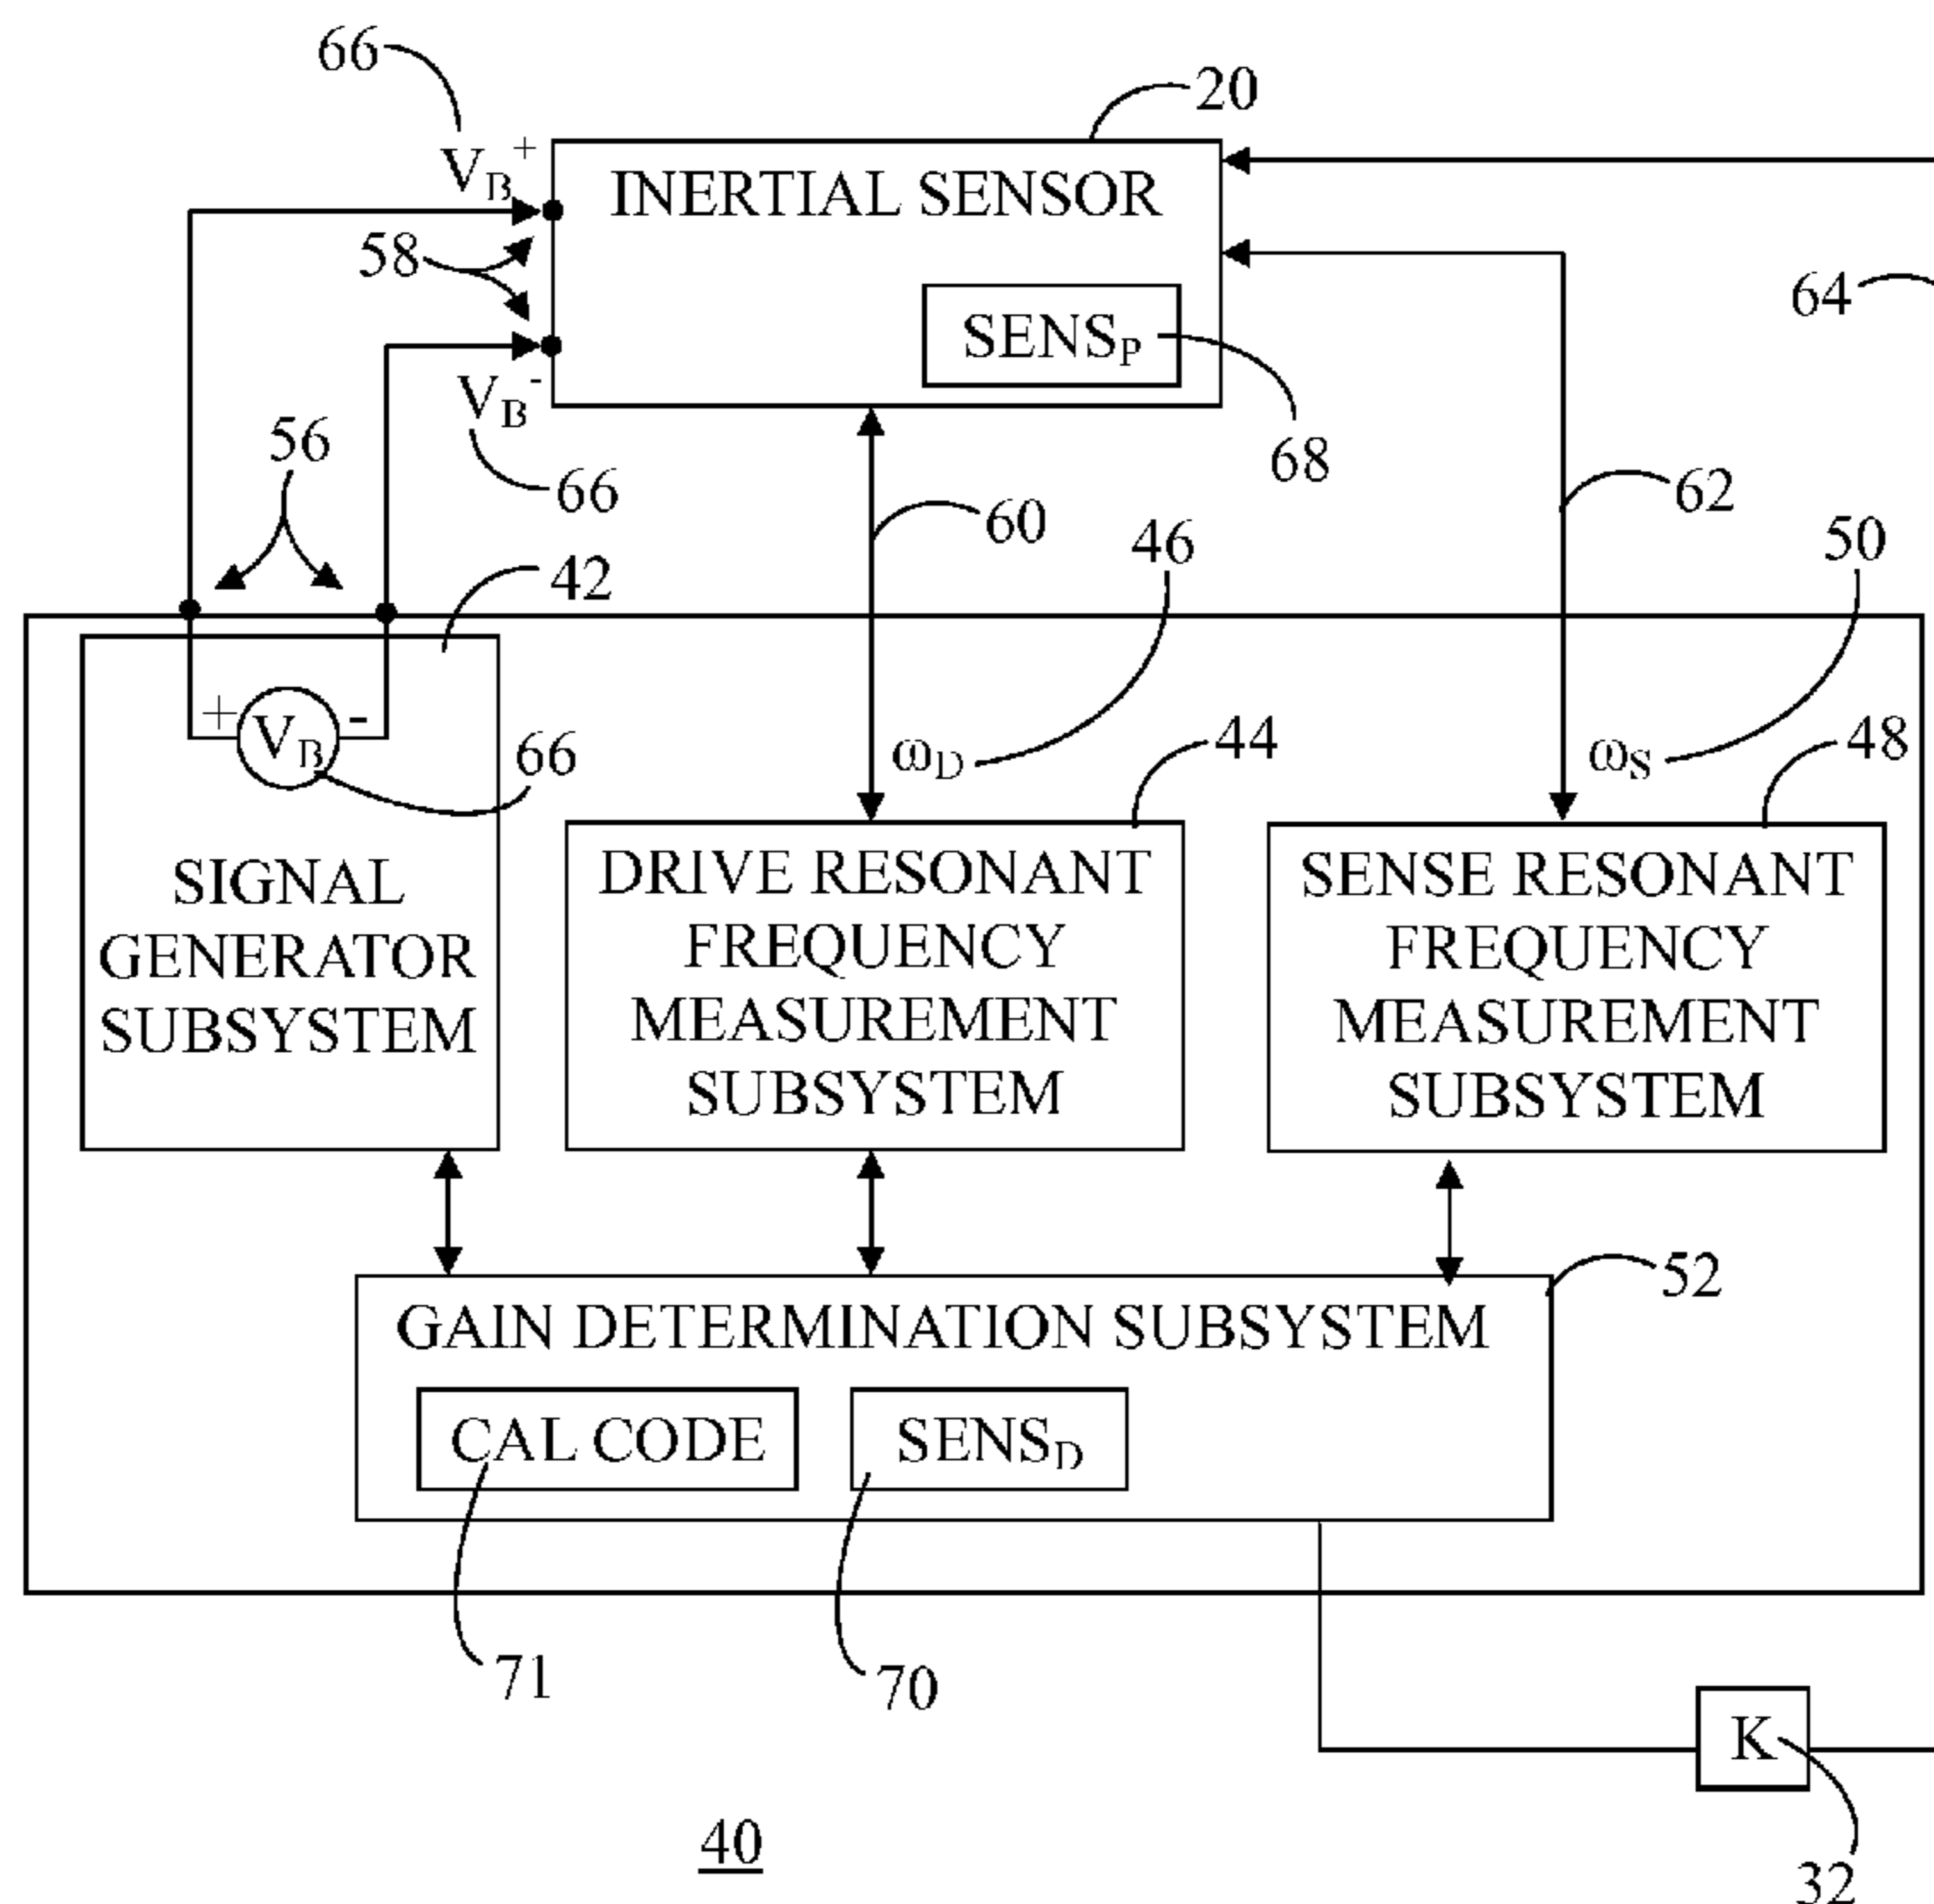 66
20
V_B^+
INERTIAL SENSOR
58
64
SENS_P
V_B^-
56
66
68
60
62
46
50
42
+
V_B
-
66
ω_D
44
ω_S
48
SIGNAL
GENERATOR
SUBSYSTEM
DRIVE RESONANT
FREQUENCY
MEASUREMENT
SUBSYSTEM
SENSE RESONANT
FREQUENCY
MEASUREMENT
SUBSYSTEM
52
GAIN DETERMINATION SUBSYSTEM
CAL CODE
SENS_D
71
70
K
40
32